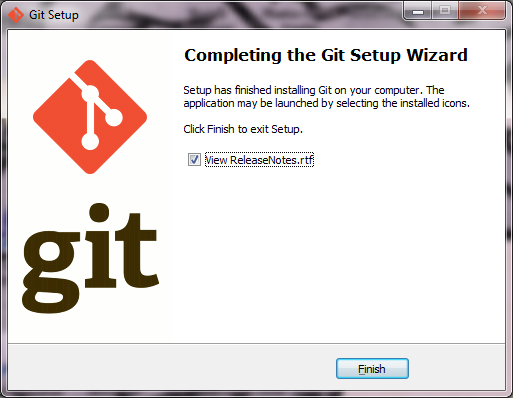 Git Setup
Completing the Git Setup Wizard
Setup has finished installing Git on your computer. The
application may be launched by selecting the installed icons.
Click Finish to exit Setup.
View ReleaseNotes.rtf
git
Finish